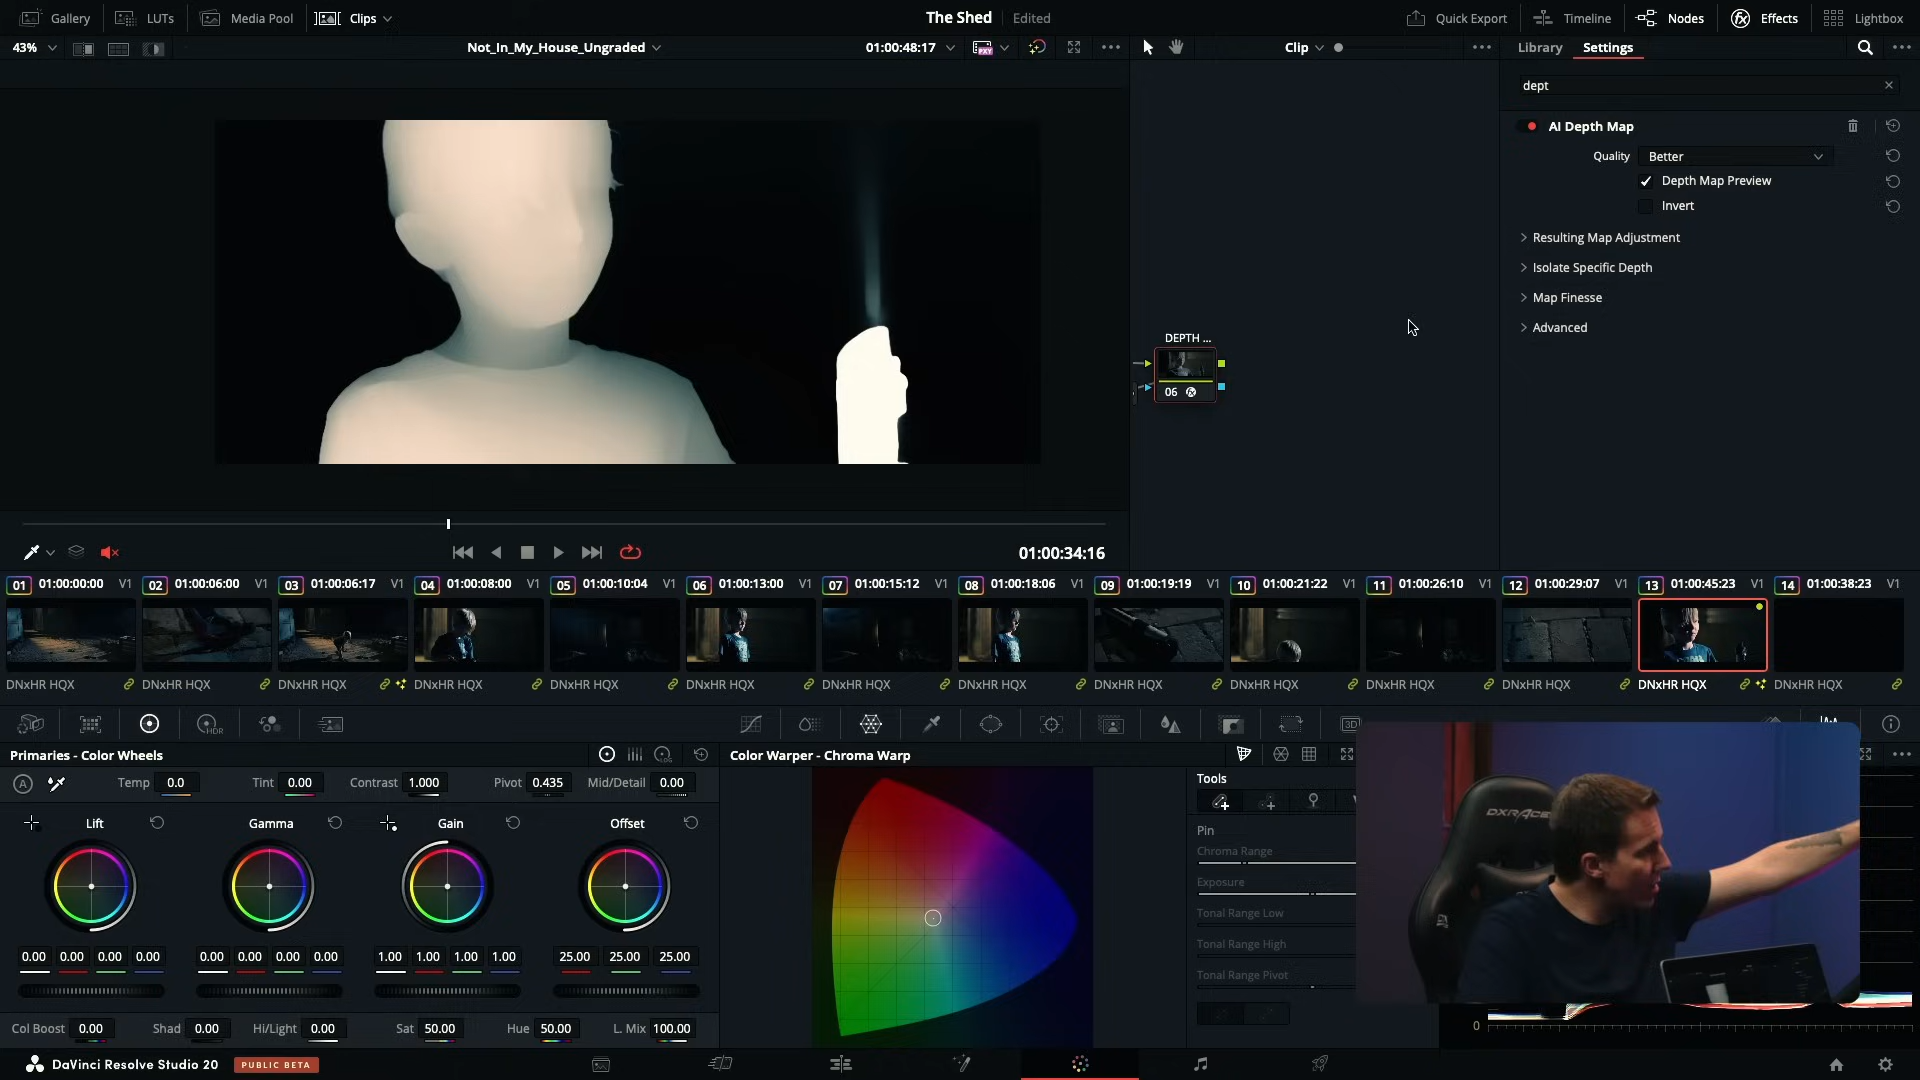 Gallery LUTs Media Pool Clips The Shed Edited Quick Export Timeline Nodes Effects Lightbox
43% Not_In_My_House_Ungraded 01:00:48:17 Clip Library Settings
dept
AI Depth Map
Quality Better
Depth Map Preview
Invert
Resulting Map Adjustment
Isolate Specific Depth
Map Finesse
Advanced
DEPTH ...
06
01:00:34:16
01 01:00:00:00 V1 02 01:00:06:00 V1 03 01:00:06:17 V1 04 01:00:08:00 V1 05 01:00:10:04 V1 06 01:00:13:00 V1 07 01:00:15:12 V1 08 01:00:18:06 V1 09 01:00:19:19 V1 10 01:00:21:22 V1 11 01:00:26:10 V1 12 01:00:29:07 V1 13 01:00:45:23 V1 14 01:00:38:23 V1
DNxHR HQX DNxHR HQX DNxHR HQX DNxHR HQX DNxHR HQX DNxHR HQX DNxHR HQX DNxHR HQX DNxHR HQX DNxHR HQX DNxHR HQX DNxHR HQX DNxHR HQX DNxHR HQX
HDR 3D
Primaries - Color Wheels LOG Color Warper - Chroma Warp
A Temp 0.0 Tint 0.00 Contrast 1.000 Pivot 0.435 Mid/Detail 0.00 Tools
Lift Gamma Gain Offset
Pin
Chroma Range
Exposure
Tonal Range Low
Tonal Range High
Tonal Range Pivot
DXRACE
0.00 0.00 0.00 0.00 0.00 0.00 0.00 0.00 1.00 1.00 1.00 1.00 25.00 25.00 25.00
Col Boost 0.00 Shad 0.00 Hi/Light 0.00 Sat 50.00 Hue 50.00 L. Mix 100.00
0
DaVinci Resolve Studio 20 PUBLIC BETA